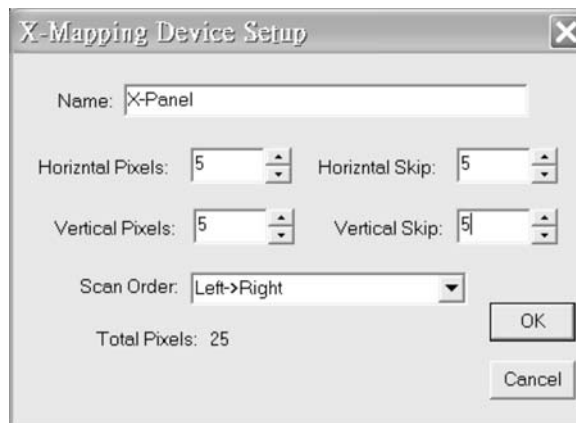 X-Mapping Device Setup
Name: X-Panel
Horizntal Pixels: 5 Horizntal Skip: 5
Vertical Pixels: 5 Vertical Skip: 5
Scan Order: Left->Right
Total Pixels: 25
OK
Cancel